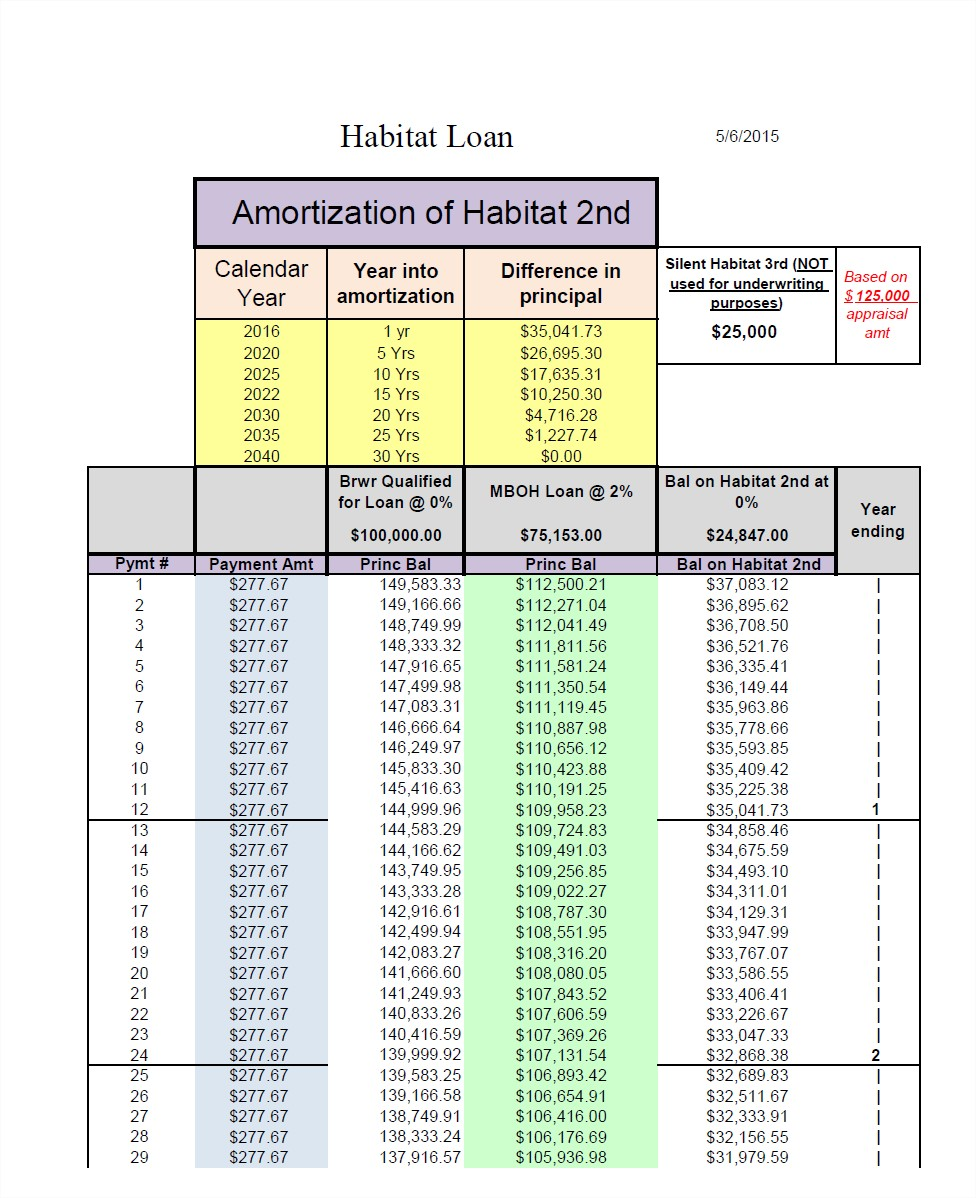 Habitat Loan 5/6/2015
Amortization of Habitat 2nd
Calendar Year Year into amortization Difference in principal
Silent Habitat 3rd (NOT used for underwriting purposes) $25,000
Based on $125,000 appraisal amt
2016 1 yr $35,041.73
2020 5 Yrs $26,695.30
2025 10 Yrs $17,635.31
2022 15 Yrs $10,250.30
2030 20 Yrs $4,716.28
2035 25 Yrs $1,227.74
2040 30 Yrs $0.00
Brwr Qualified for Loan @ 0% MBOH Loan @ 2% Bal on Habitat 2nd at 0% Year ending
$100,000.00 $75,153.00 $24,847.00
Pymt # Payment Amt Princ Bal Princ Bal Bal on Habitat 2nd
1 $277.67 149,583.33 $112,500.21 $37,083.12 |
2 $277.67 149,166.66 $112,271.04 $36,895.62 |
3 $277.67 148,749.99 $112,041.49 $36,708.50 |
4 $277.67 148,333.32 $111,811.56 $36,521.76 |
5 $277.67 147,916.65 $111,581.24 $36,335.41 |
6 $277.67 147,499.98 $111,350.54 $36,149.44 |
7 $277.67 147,083.31 $111,119.45 $35,963.86 |
8 $277.67 146,666.64 $110,887.98 $35,778.66 |
9 $277.67 146,249.97 $110,656.12 $35,593.85 |
10 $277.67 145,833.30 $110,423.88 $35,409.42 |
11 $277.67 145,416.63 $110,191.25 $35,225.38 |
12 $277.67 144,999.96 $109,958.23 $35,041.73 1
13 $277.67 144,583.29 $109,724.83 $34,858.46 |
14 $277.67 144,166.62 $109,491.03 $34,675.59 |
15 $277.67 143,749.95 $109,256.85 $34,493.10 |
16 $277.67 143,333.28 $109,022.27 $34,311.01 |
17 $277.67 142,916.61 $108,787.30 $34,129.31 |
18 $277.67 142,499.94 $108,551.95 $33,947.99 |
19 $277.67 142,083.27 $108,316.20 $33,767.07 |
20 $277.67 141,666.60 $108,080.05 $33,586.55 |
21 $277.67 141,249.93 $107,843.52 $33,406.41 |
22 $277.67 140,833.26 $107,606.59 $33,226.67 |
23 $277.67 140,416.59 $107,369.26 $33,047.33 |
24 $277.67 139,999.92 $107,131.54 $32,868.38 2
25 $277.67 139,583.25 $106,893.42 $32,689.83 |
26 $277.67 139,166.58 $106,654.91 $32,511.67 |
27 $277.67 138,749.91 $106,416.00 $32,333.91 |
28 $277.67 138,333.24 $106,176.69 $32,156.55 |
29 $277.67 137,916.57 $105,936.98 $31,979.59 |